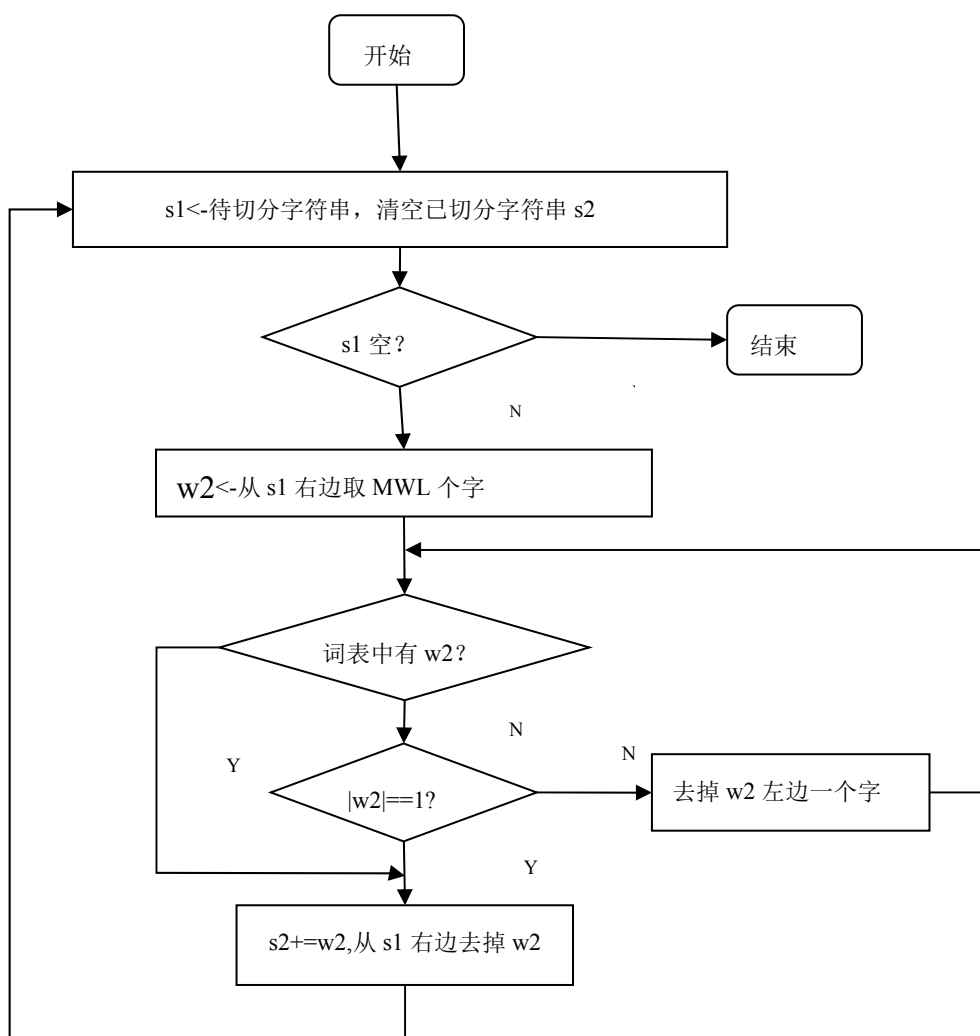 开始
s1<-待切分字符串，清空已切分字符串 s2
s1 空？
结束
N
w2<-从 s1 右边取 MWL 个字
词表中有 w2？
N
N
Y
|w2|==1?
去掉 w2 左边一个字
Y
s2+=w2,从 s1 右边去掉 w2